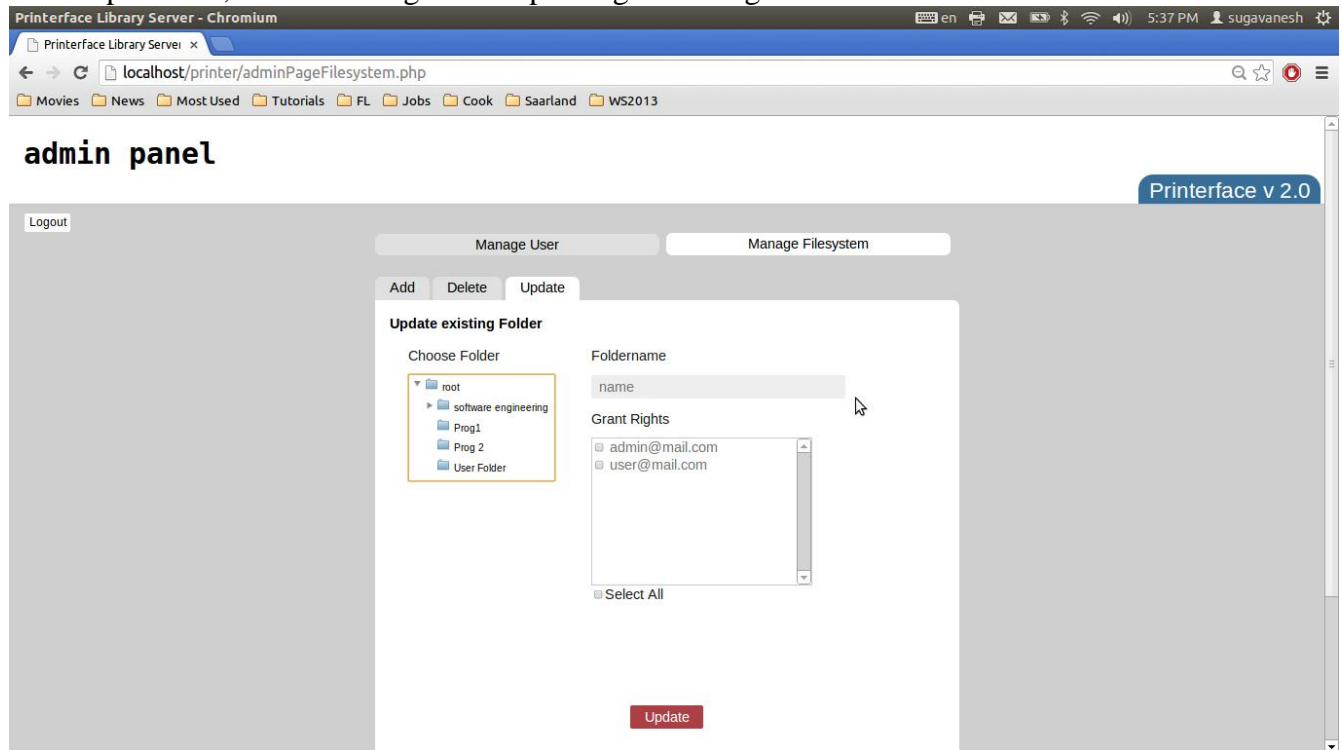 Printerface Library Server - Chromium
en
5:37 PM
sugavanesh
Printerface Library Server
localhost/printer/adminPageFilesystem.php
Movies News Most Used Tutorials FL Jobs Cook Saarland WS2013
admin panel
Printerface v 2.0
Logout
Manage User Manage Filesystem
Add Delete Update
Update existing Folder
Choose Folder Foldername
root
name
software engineering
Grant Rights
Prog1
Prog 2
admin@mail.com
User Folder
user@mail.com
Select All
Update